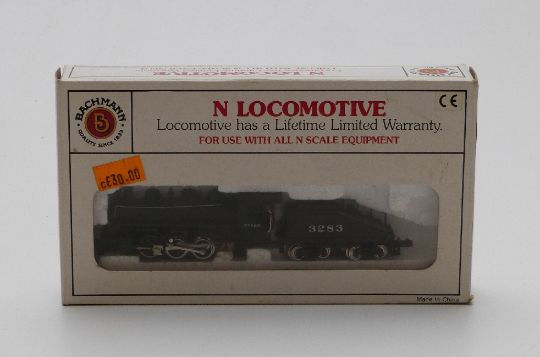 N LOCOMOTIVE
BACHMANN
B
QUALITY SINCE 1833
N LOCOMOTIVE
Locomotive has a Lifetime Limited Warranty.
FOR USE WITH ALL N SCALE EQUIPMENT
CE
€30.00
3283
Made in China